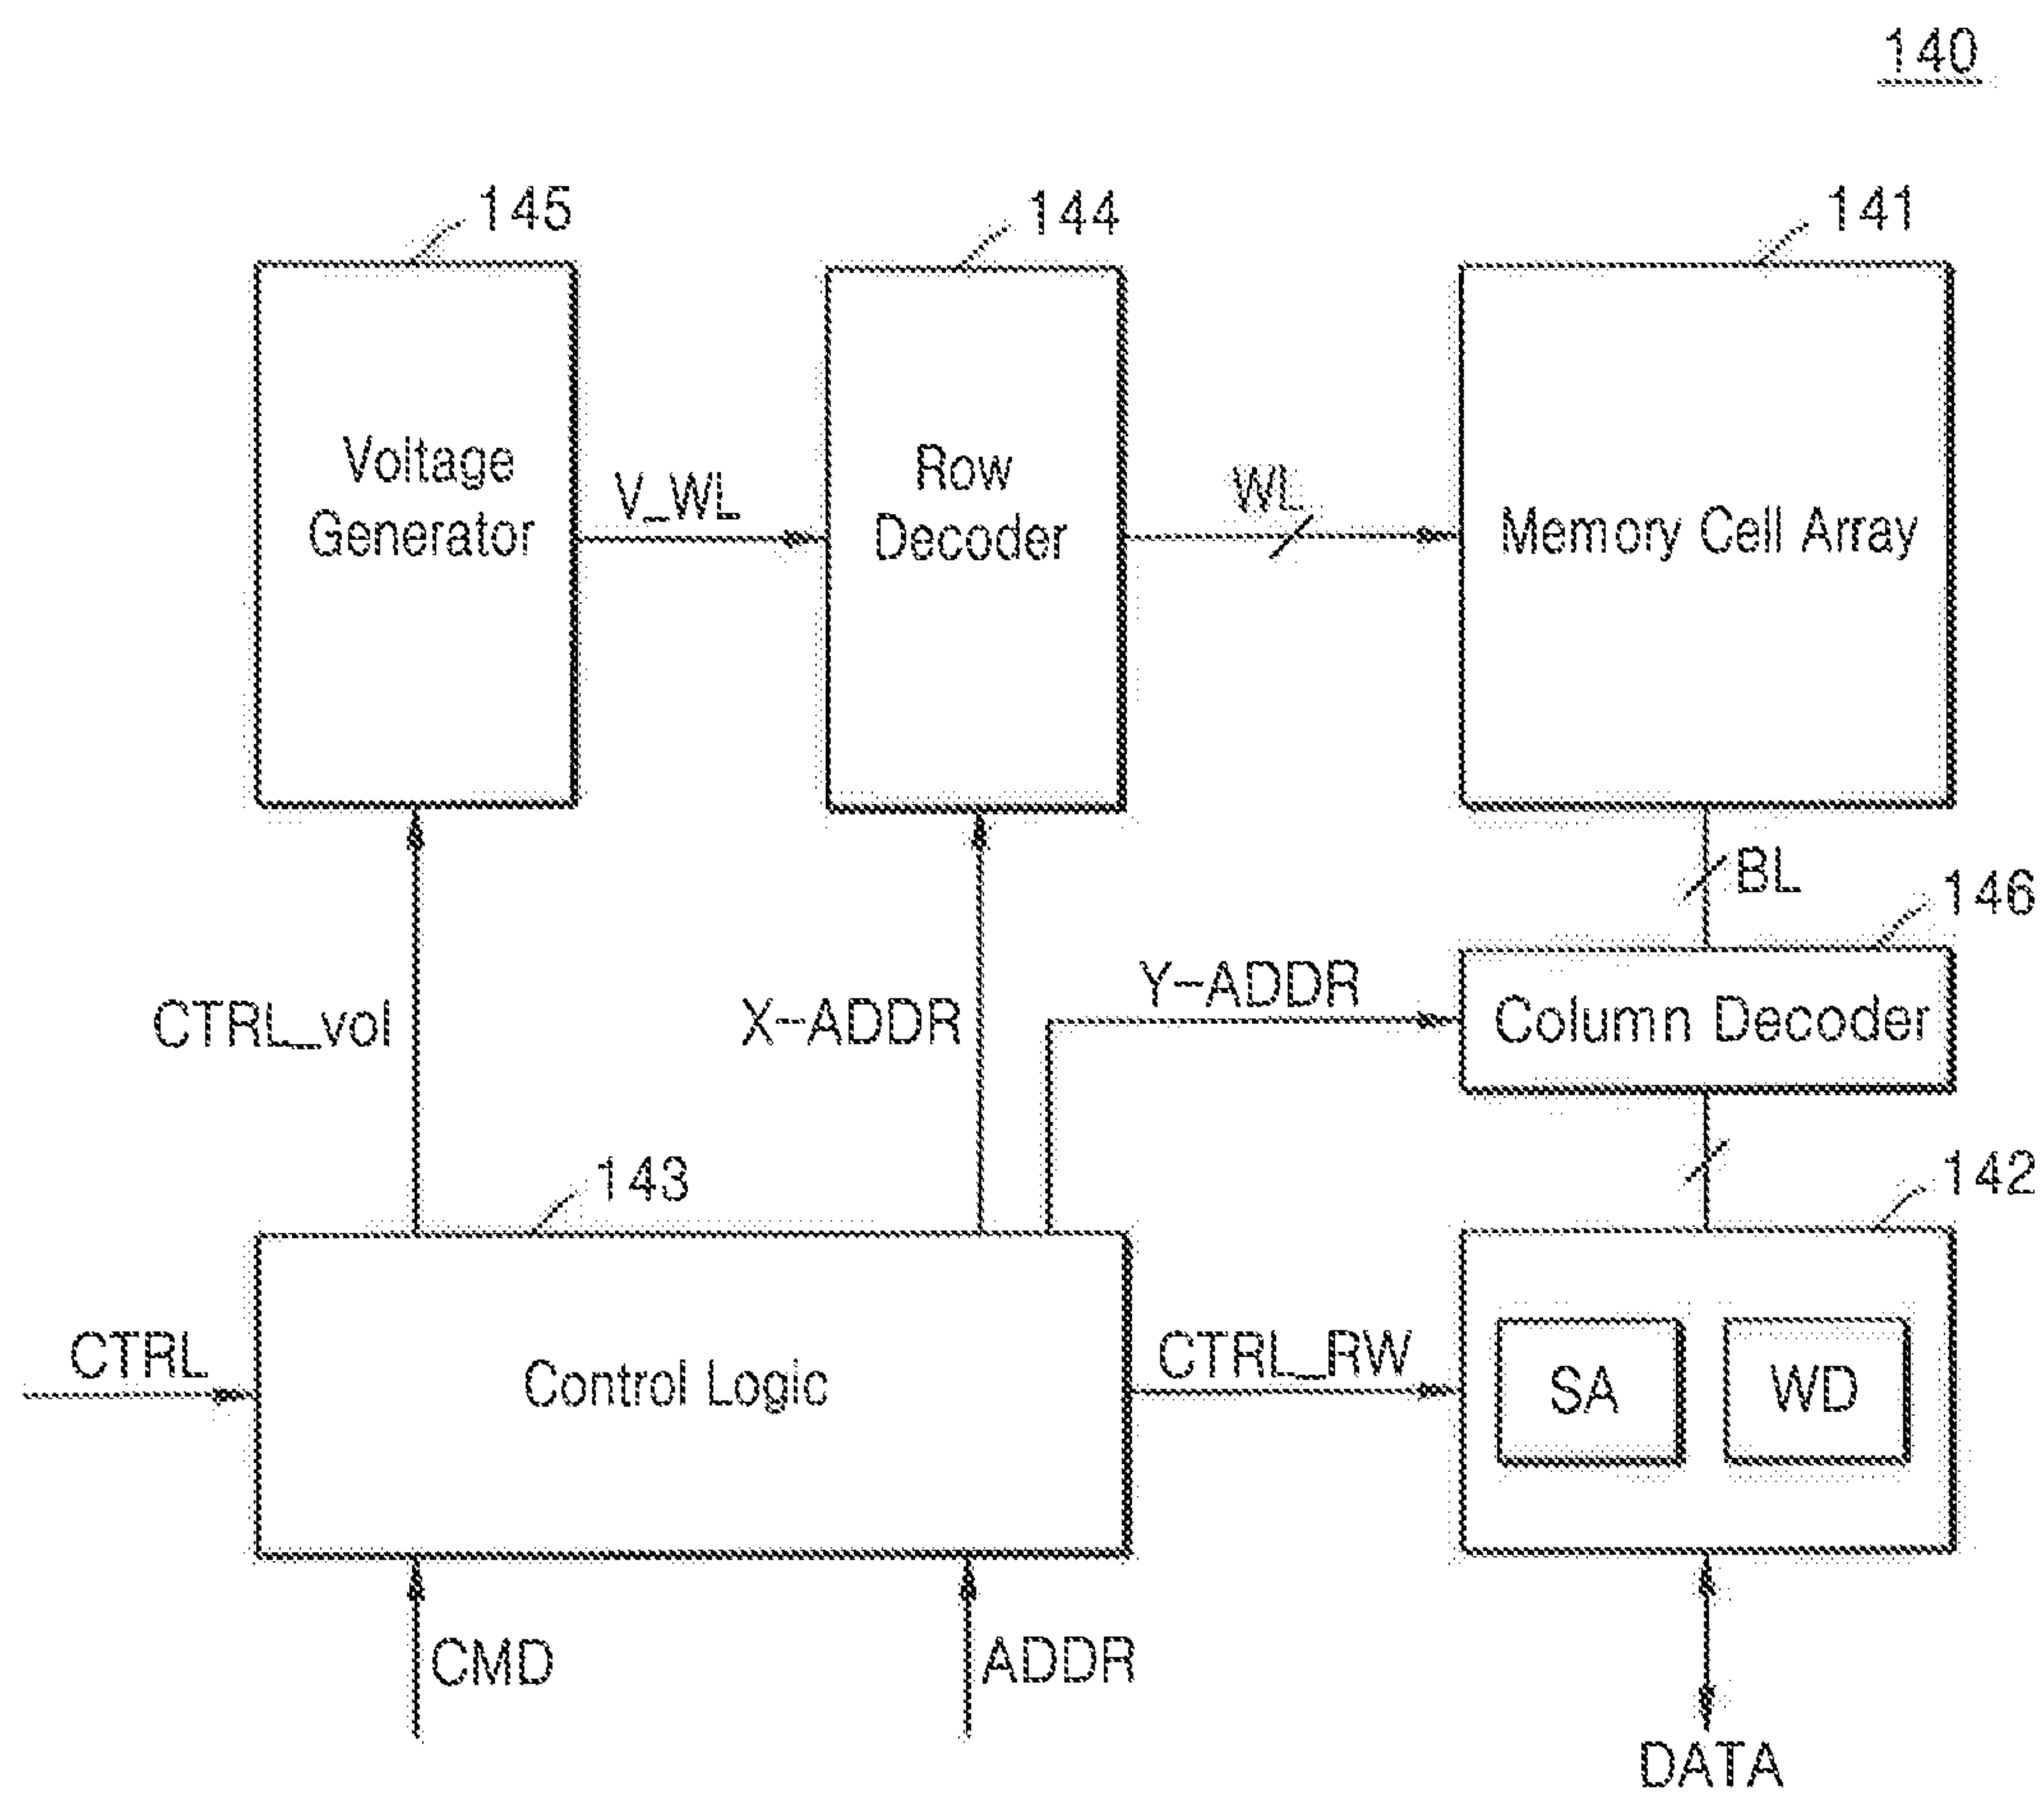 140
145
144
141
Voltage
Generator
V_WL
Row
Decoder
WL
Memory Cell Array
BL
146
CTRL_vol
X-ADDR
Y-ADDR
Column Decoder
143
142
CTRL
Control Logic
CTRL_RW
SA
WD
CMD
ADDR
DATA